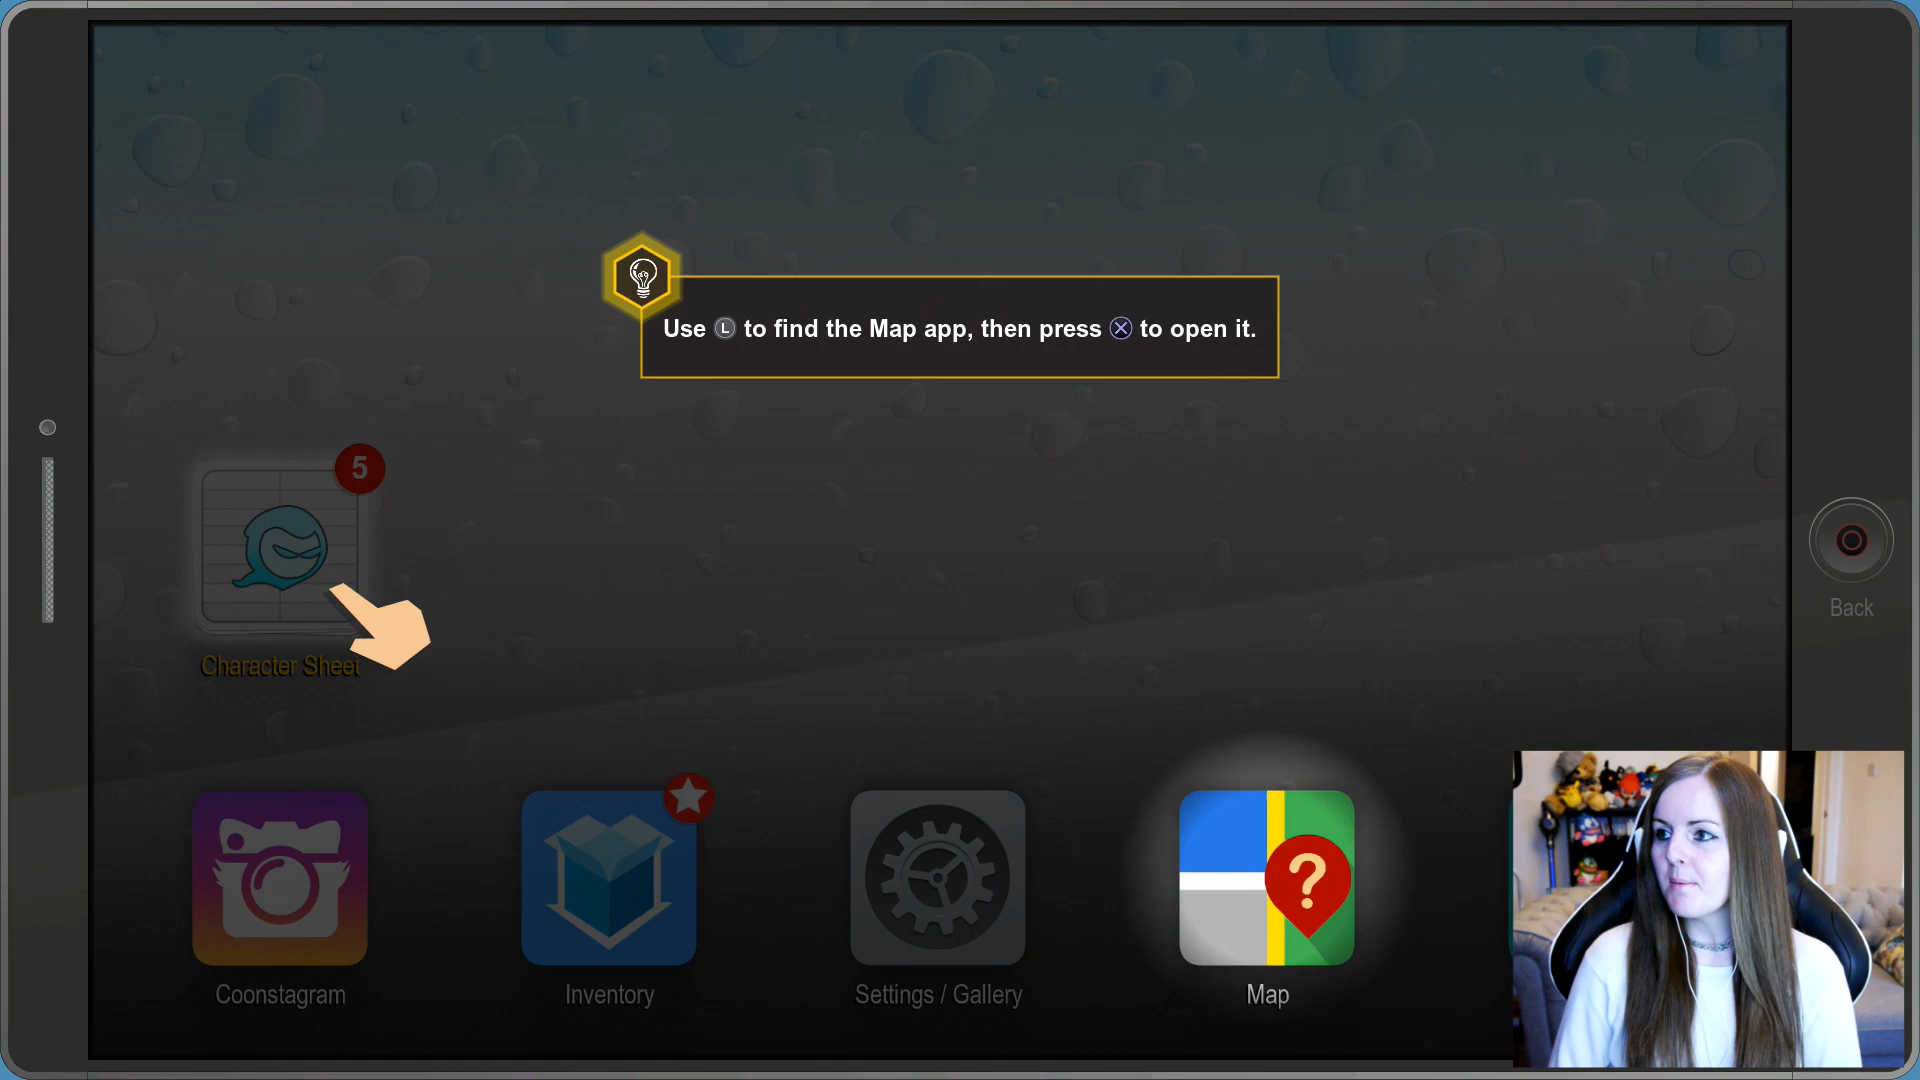 Use L to find the Map app, then press X to open it.
5
Character Sheet
Back
?
Coonstagram
Inventory
Settings / Gallery
Map